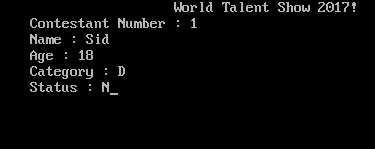 World Talent Show 2017!
Contestant Number : 1
Name : Sid
Age : 18
Category : D
Status : N_